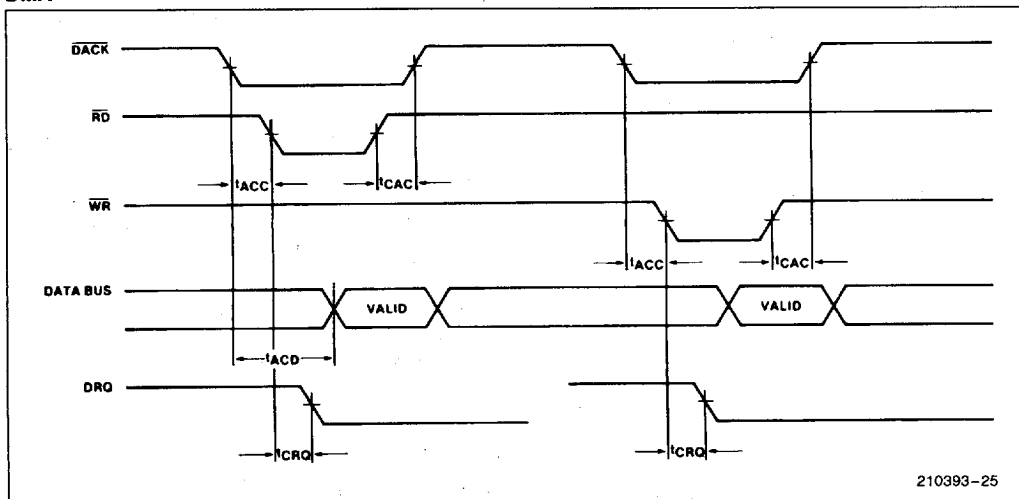 DACK
RD
tACC
tCAC
WR
tACC
tCAC
DATA BUS
VALID
VALID
tACD
DRQ
tCRQ
tCRQ
210393-25